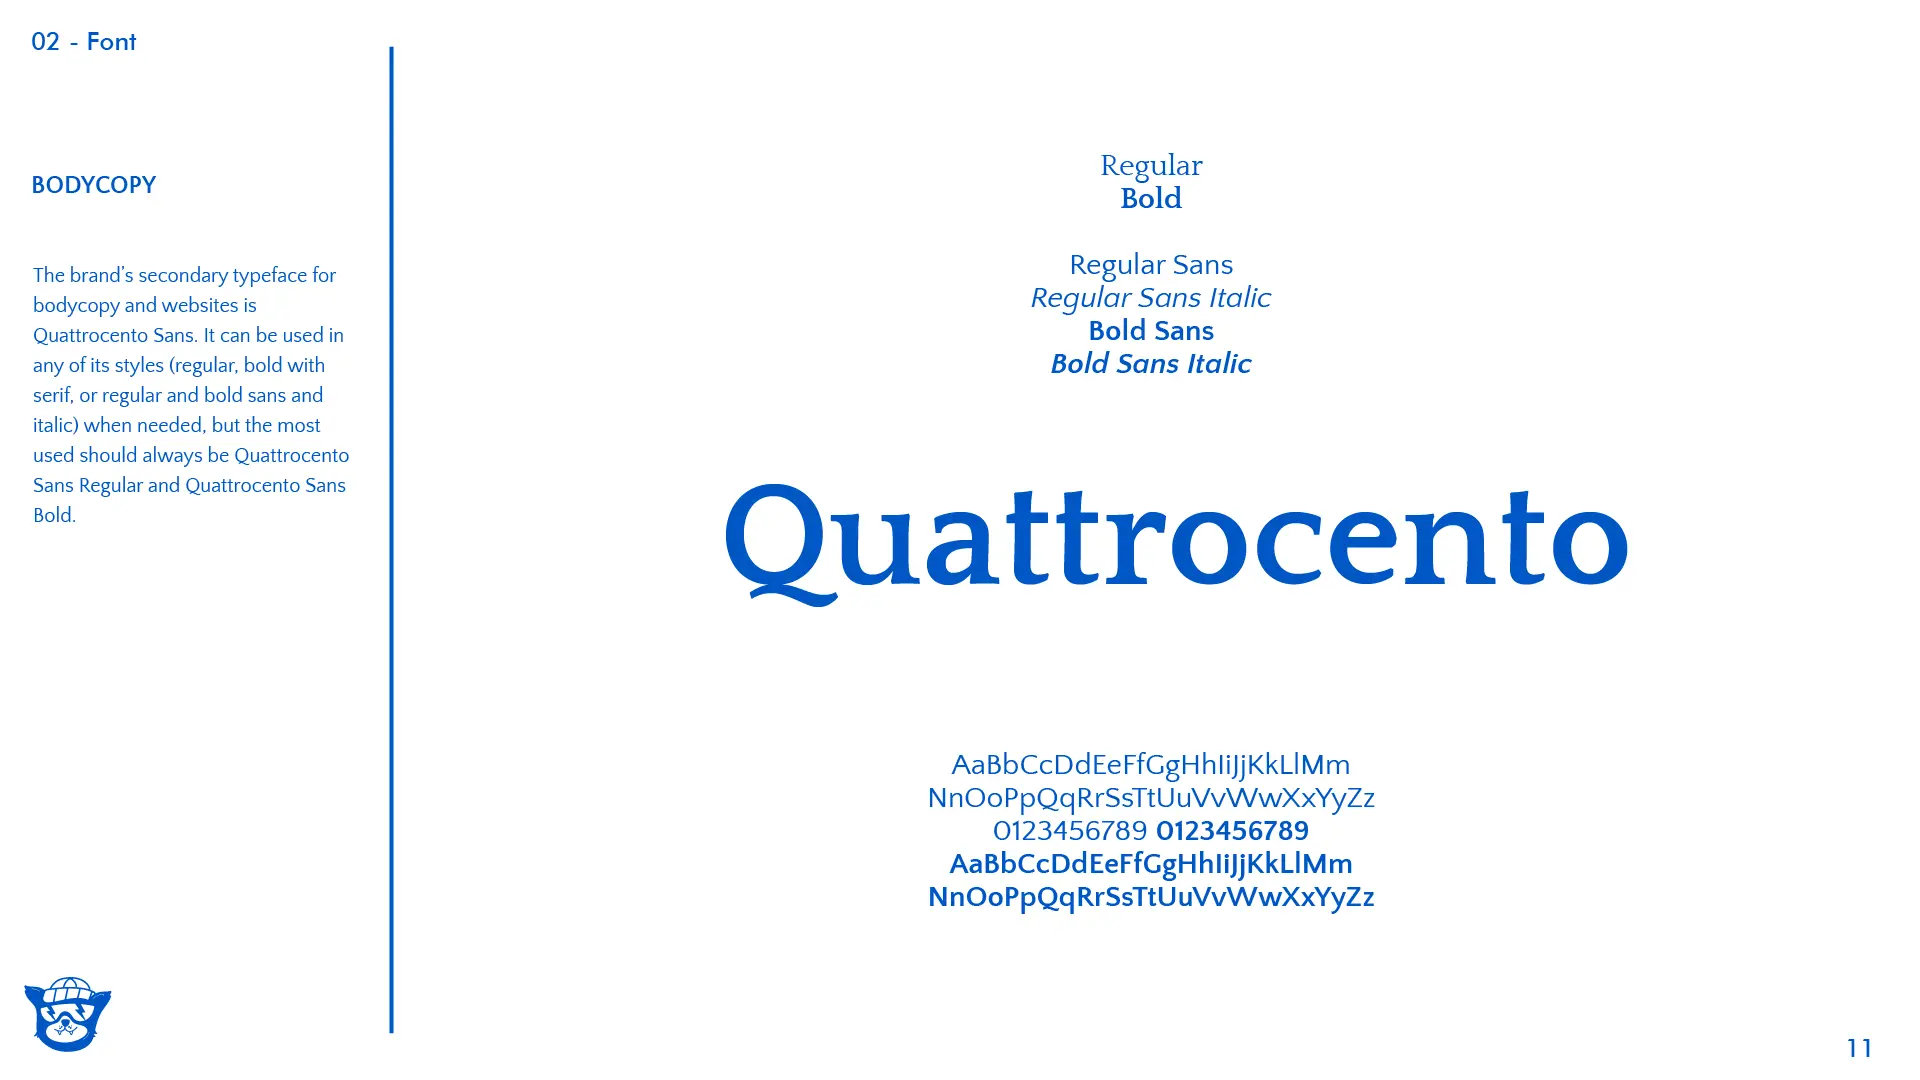 02 - Font
BODYCOPY
The brand’s secondary typeface for
bodycopy and websites is
Quattrocento Sans. It can be used in
any of its styles (regular, bold with
serif, or regular and bold sans and
italic) when needed, but the most
used should always be Quattrocento
Sans Regular and Quattrocento Sans
Bold.
Regular
Bold
Regular Sans
Regular Sans Italic
Bold Sans
Bold Sans Italic
Quattrocento
AaBbCcDdEeFfGgHhIiJjKkLlMm
NnOoPpQqRrSsTtUuVvWwXxYyZz
0123456789 0123456789
AaBbCcDdEeFfGgHhIiJjKkLlMm
NnOoPpQqRrSsTtUuVvWwXxYyZz
11